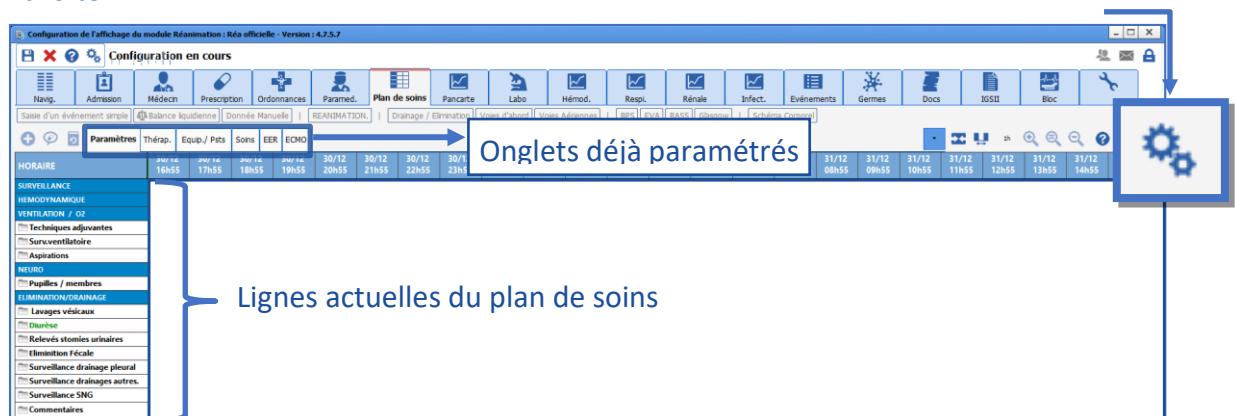 Configuration de l'affichage du module Réanimation : Réa officielle - Version : 4.7.5.7
Configuration en cours
Navig. Admission Médecin Prescription Ordonnances Paramed. Plan de soins Pancarte Labo Hémod. Respi. Rénale Infect. Evénements Germes Docs IGSII Bloc
Saisie d'un événement simple Balance liquidienne Donnée Manuelle | REANIMATION. | Drainage / Elimination Voies d'abord Voies Aériennes BPS EVA RASS Glasgow | Schéma Corporel
Paramètres Thérap. Equip./ Psts Soins EER ECMO
Onglets déjà paramétrés
1h
HORAIRE
30/12 30/12 30/12 30/12 30/12 30/12 30/12 31/12 31/12 31/12 31/12 31/12 31/12 31/12
16h55 17h55 18h55 19h55 20h55 21h55 22h55 08h55 09h55 10h55 11h55 12h55 13h55 14h55
SURVEILLANCE
HEMODYNAMIQUE
VENTILATION / O2
Techniques adjuvantes
Surv.ventilatoire
Aspirations
NEURO
Pupilles / membres
ELIMINATION/DRAINAGE
Lignes actuelles du plan de soins
Lavages vésicaux
Diurèse
Relevés stomies urinaires
Eliminition Fécale
Surveillance drainage pleural
Surveillance drainages autres.
Surveillance SNG
Commentaires